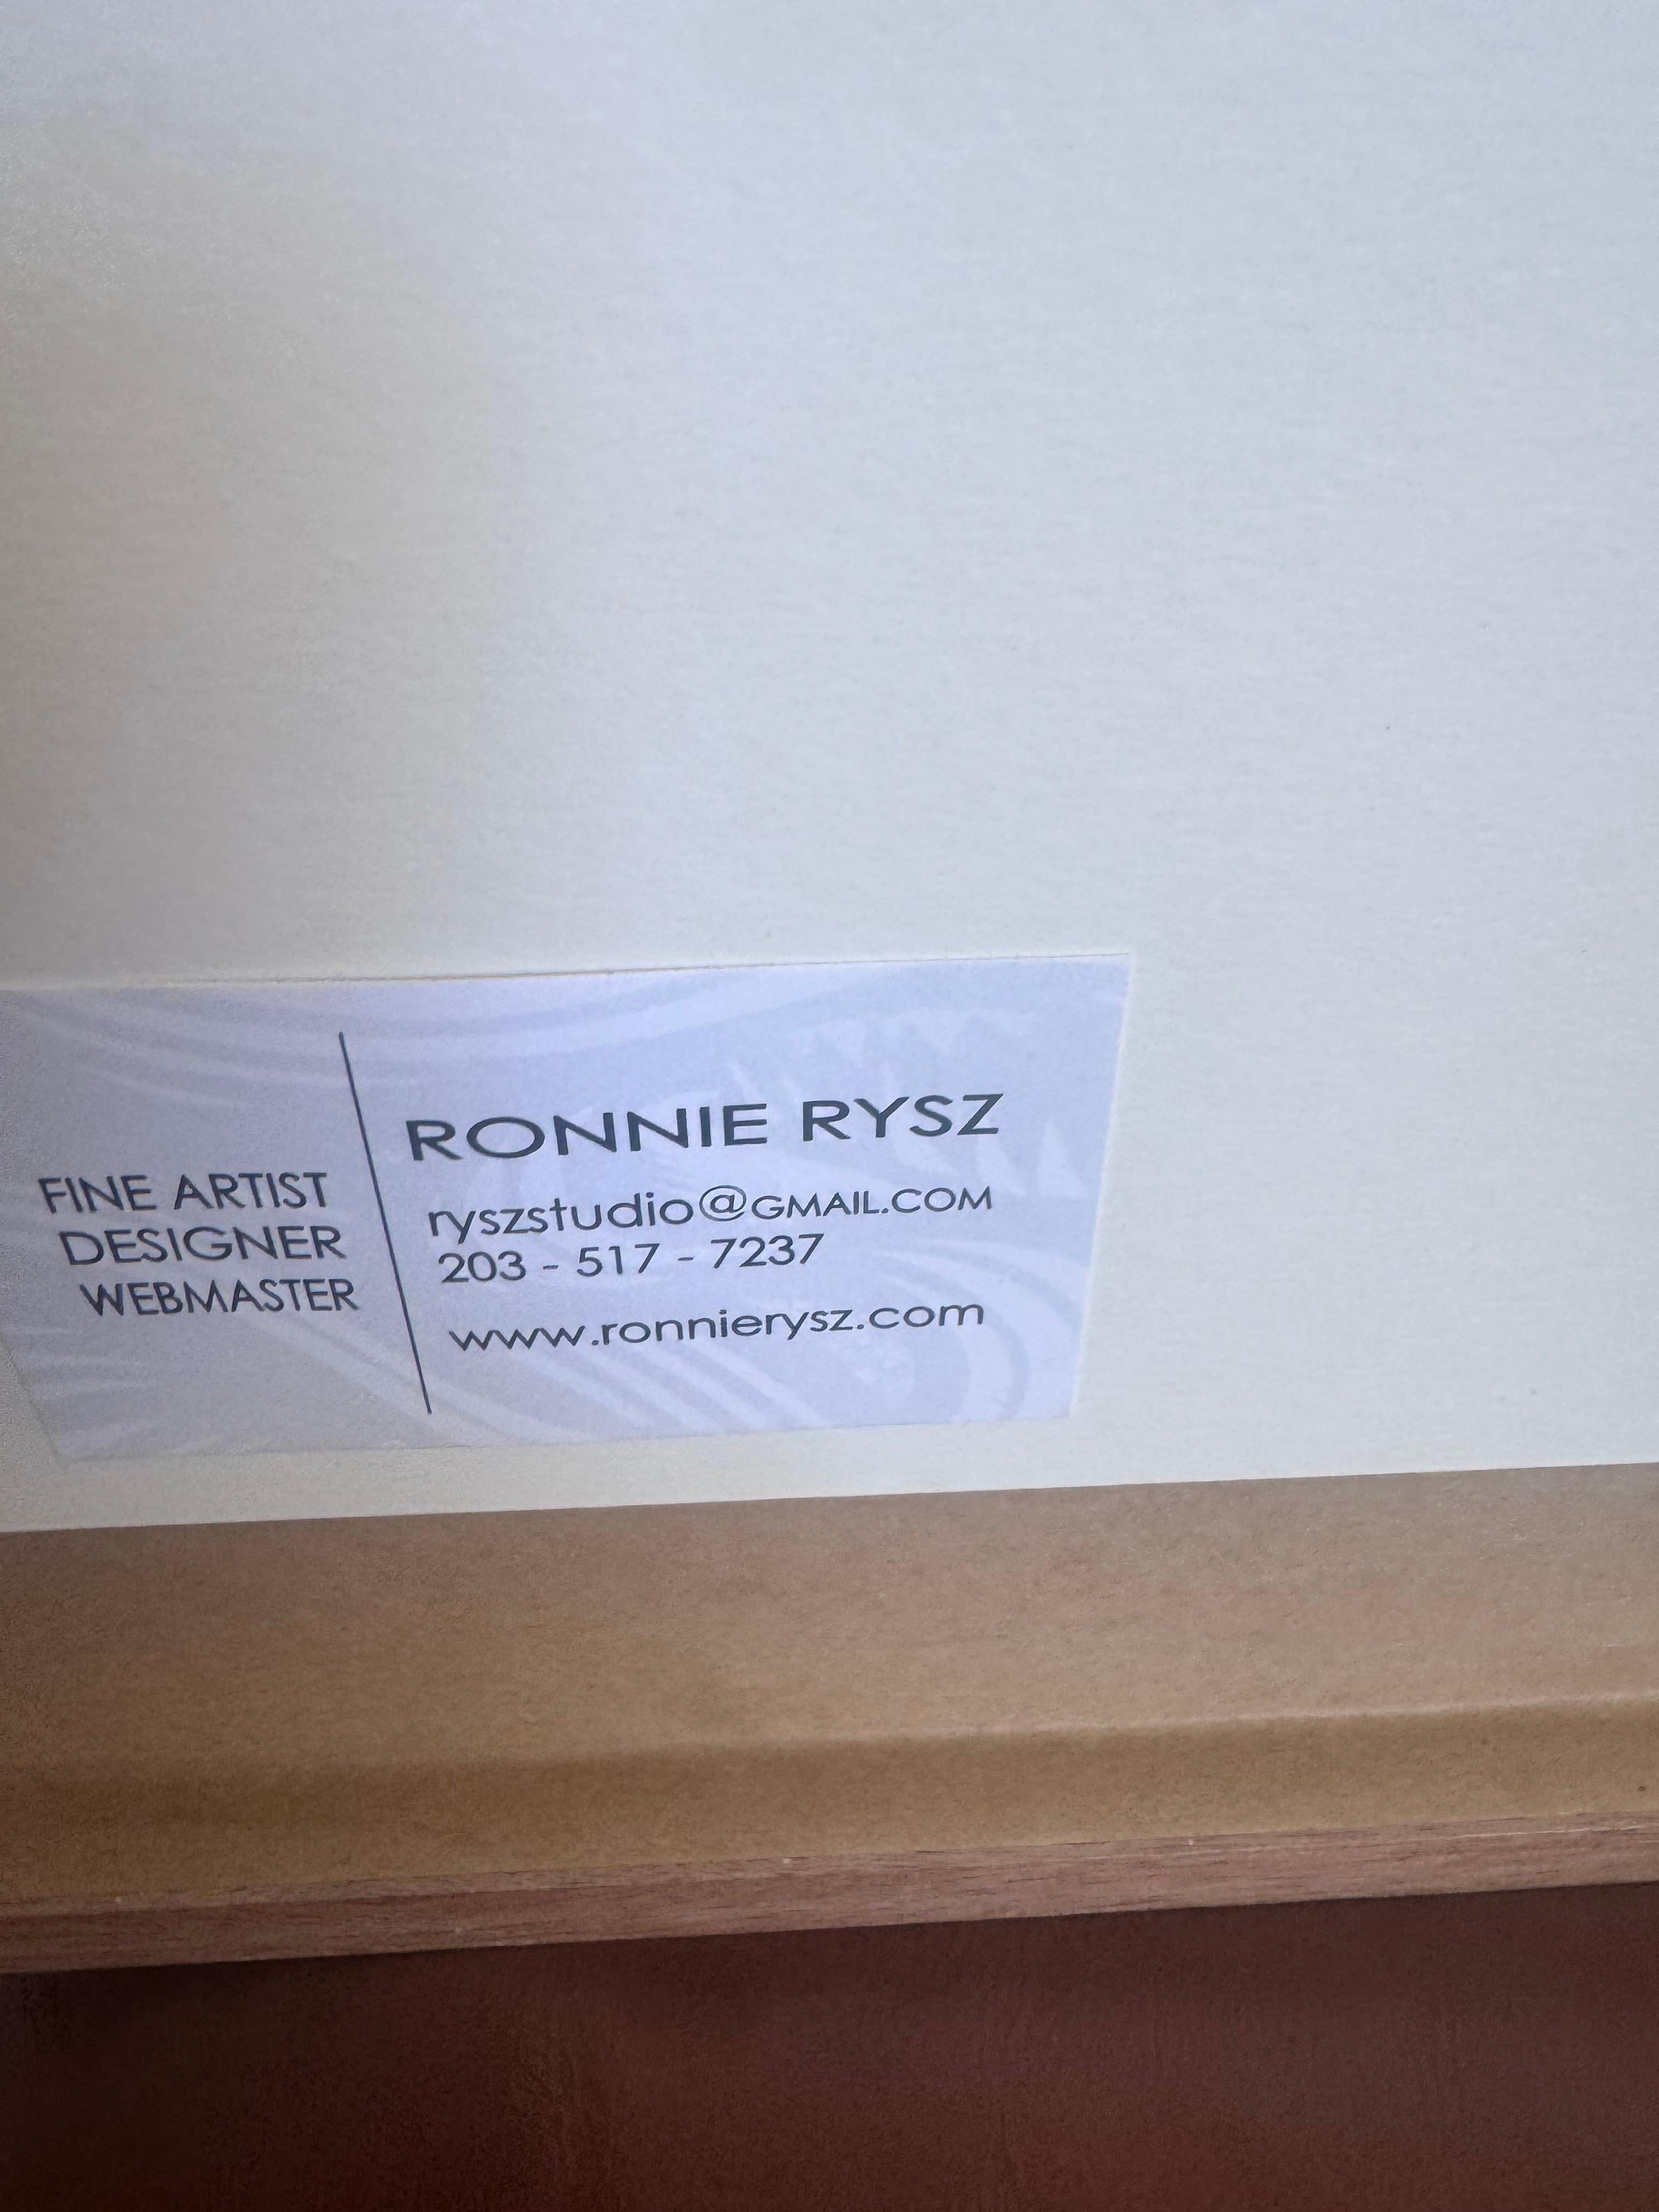 FINE ARTIST
DESIGNER
WEBMASTER
RONNIE RYSZ
ryszstudio@GMAIL.COM
203 - 517 - 7237
www.ronnierysz.com